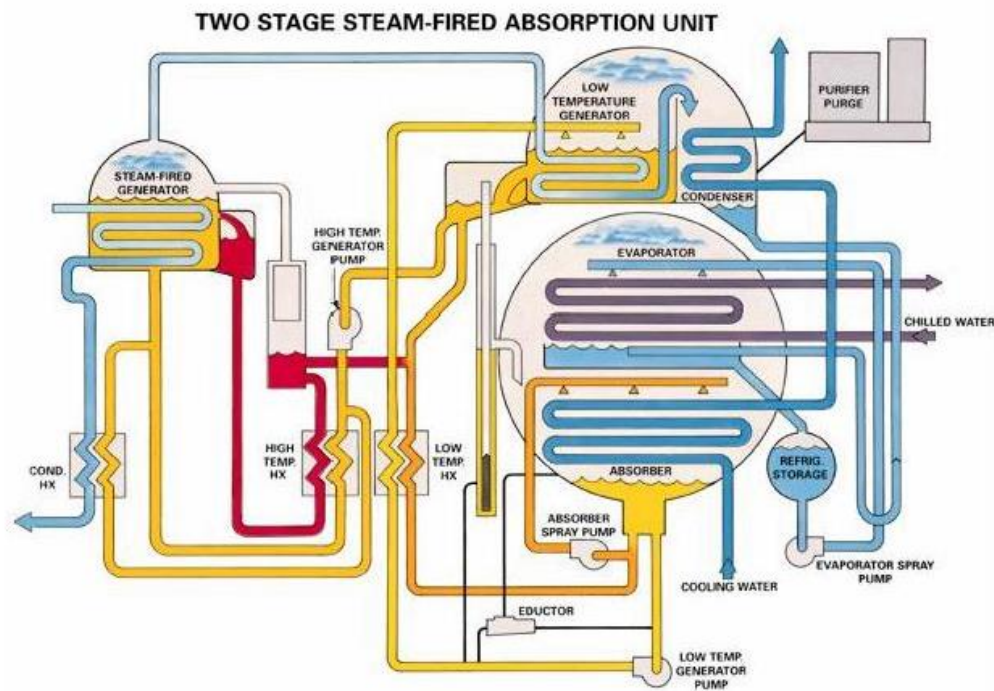 TWO STAGE STEAM-FIRED ABSORPTION UNIT
LOW
TEMPERATURE
GENERATOR
PURIFIER
PURGE
STEAM-FIRED
GENERATOR
CONDENSER
HIGH TEMP.
GENERATOR
PUMP
EVAPORATOR
CHILLED WATER
COND.
HX
HIGH
TEMP.
HX
LOW
TEMP.
HX
ABSORBER
REFRIG.
STORAGE
ABSORBER
SPRAY PUMP
COOLING WATER
EVAPORATOR SPRAY
PUMP
EDUCTOR
LOW TEMP.
GENERATOR
PUMP